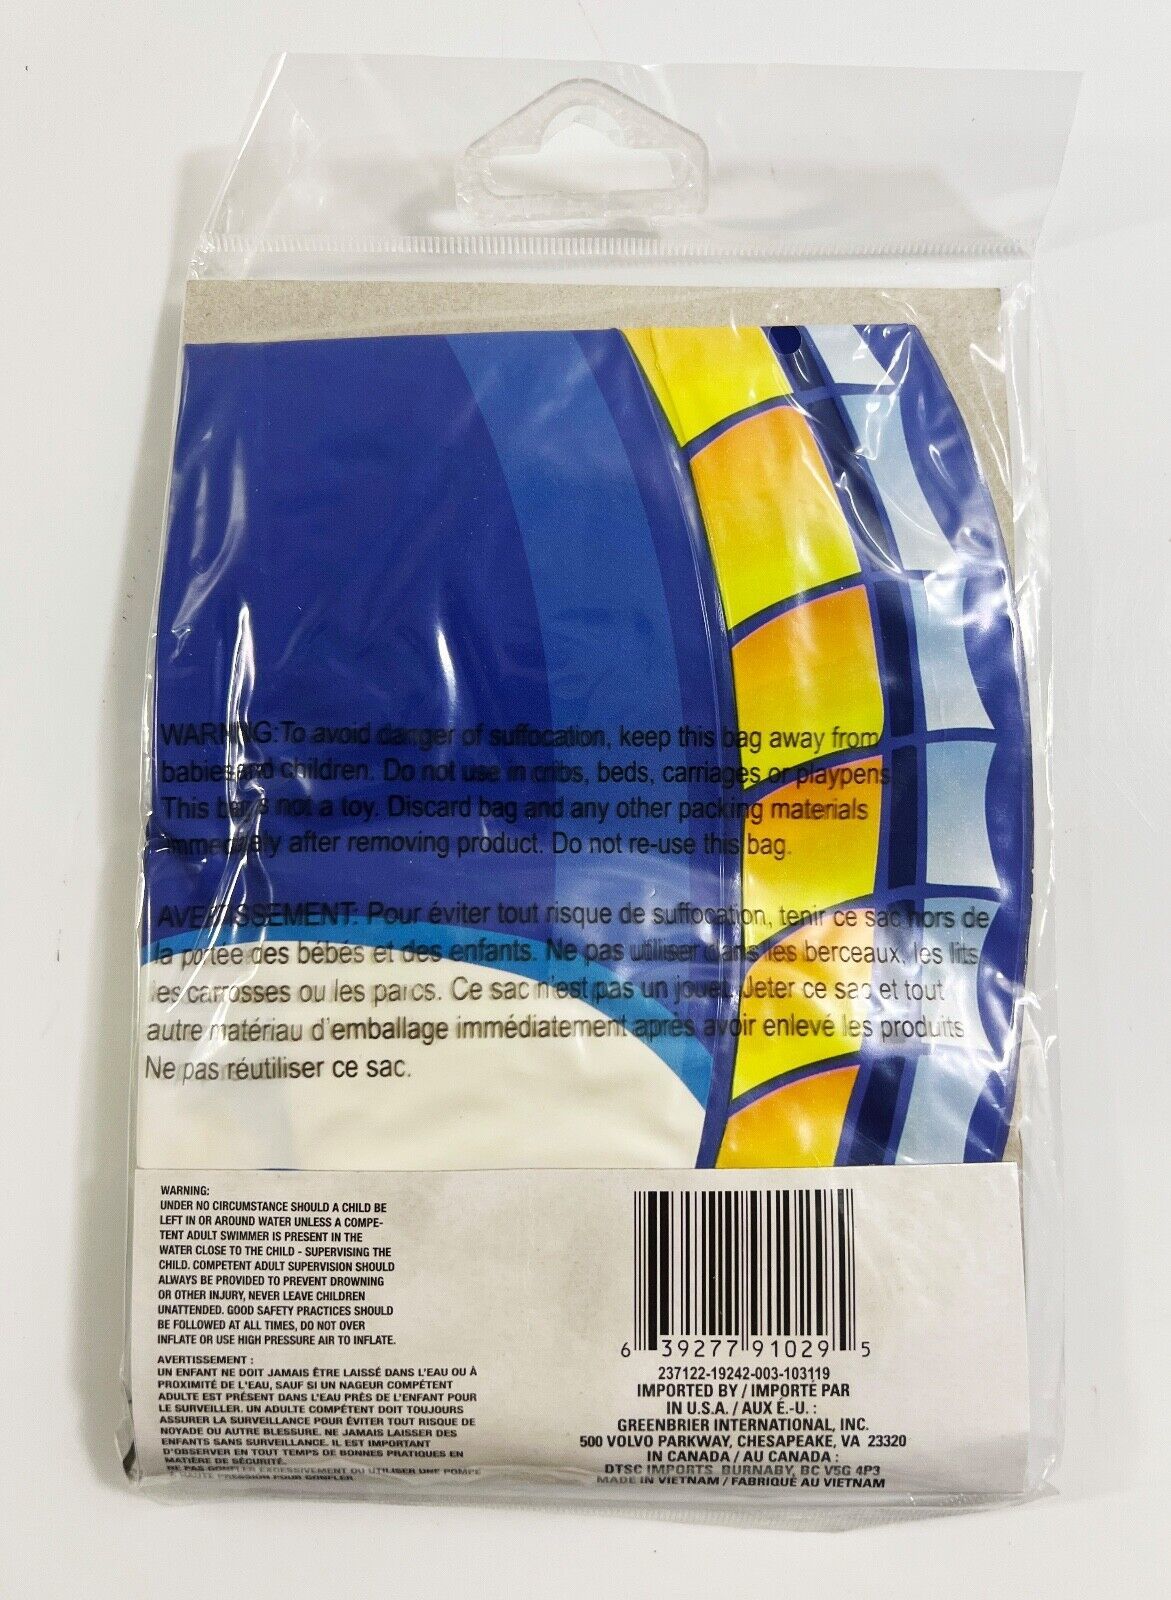 WARNING:To avoid danger of suffocation, keep this bag away from
babies and children. Do not use in cribs, beds, carriages or playpens
This bag is not a toy. Discard bag and any other packing materials
immediately after removing product. Do not re-use this bag.
AVERTISSEMENT: Pour éviter tout risque de suffocation, tenir ce sac hors de
la portée des bébés et des enfants. Ne pas utiliser dans les berceaux, les lits
les carrosses ou les parcs. Ce sac n'est pas un jouet. Jeter ce sac et tout
autre matériau d'emballage immédiatement après avoir enlevé les produits
Ne pas réutiliser ce sac.
WARNING:
UNDER NO CIRCUMSTANCE SHOULD A CHILD BE
LEFT IN OR AROUND WATER UNLESS A COMPE-
TENT ADULT SWIMMER IS PRESENT IN THE
WATER CLOSE TO THE CHILD - SUPERVISING THE
CHILD. COMPETENT ADULT SUPERVISION SHOULD
ALWAYS BE PROVIDED TO PREVENT DROWNING
OR OTHER INJURY, NEVER LEAVE CHILDREN
UNATTENDED. GOOD SAFETY PRACTICES SHOULD
BE FOLLOWED AT ALL TIMES, DO NOT OVER
INFLATE OR USE HIGH PRESSURE AIR TO INFLATE.
AVERTISSEMENT :
UN ENFANT NE DOIT JAMAIS ÊTRE LAISSÉ DANS L'EAU OU À
PROXIMITÉ DE L'EAU, SAUF SI UN NAGEUR COMPÉTENT
ADULTE EST PRÉSENT DANS L'EAU PRÈS DE L'ENFANT POUR
LE SURVEILLER. UN ADULTE COMPÉTENT DOIT TOUJOURS
ASSURER LA SURVEILLANCE POUR ÉVITER TOUT RISQUE DE
NOYADE OU AUTRE BLESSURE. NE JAMAIS LAISSER DES
ENFANTS SANS SURVEILLANCE. IL EST IMPORTANT
D'OBSERVER EN TOUT TEMPS DE BONNES PRATIQUES EN
MATIÈRE DE SÉCURITÉ.
NE PAS GONFLER EXCESSIVEMENT OU UTILISER UNE POMPE
À HAUTE PRESSION POUR GONFLER.
6 39277 91029 5
237122-19242-003-103119
IMPORTED BY / IMPORTÉ PAR
IN U.S.A. / AUX É.-U. :
GREENBRIER INTERNATIONAL, INC.
500 VOLVO PARKWAY, CHESAPEAKE, VA 23320
IN CANADA / AU CANADA :
DTSC IMPORTS, BURNABY, BC V5G 4P3
MADE IN VIETNAM / FABRIQUÉ AU VIETNAM